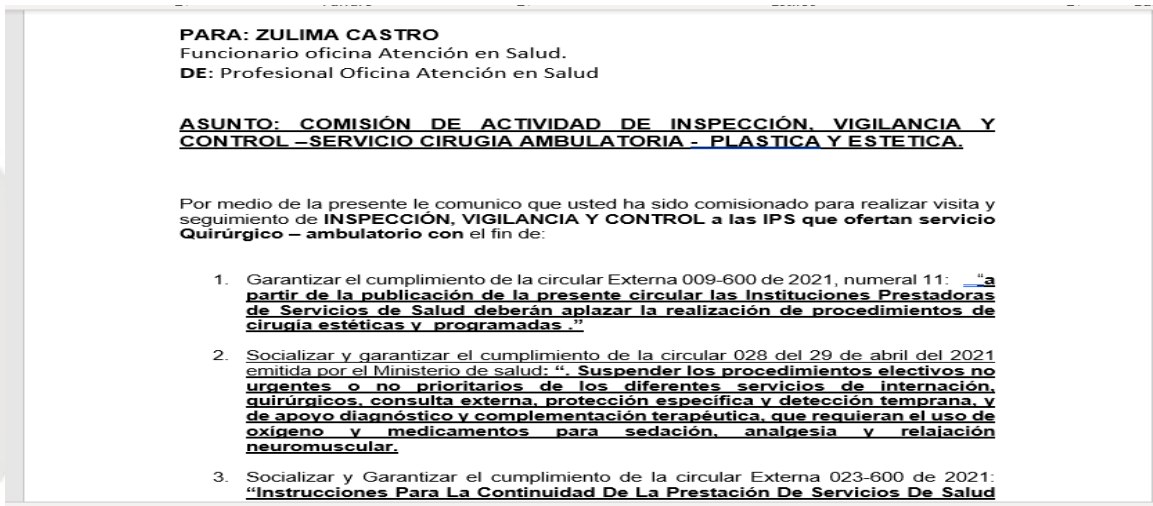 PARA: ZULIMA CASTRO
Funcionario oficina Atención en Salud.
DE: Profesional Oficina Atención en Salud
ASUNTO: COMISIÓN DE ACTIVIDAD DE INSPECCIÓN, VIGILANCIA Y
CONTROL –SERVICIO CIRUGIA AMBULATORIA - PLASTICA Y ESTETICA.
Por medio de la presente le comunico que usted ha sido comisionado para realizar visita y
seguimiento de INSPECCIÓN, VIGILANCIA Y CONTROL a las IPS que ofertan servicio
Quirúrgico – ambulatorio con el fin de:
1. Garantizar el cumplimiento de la circular Externa 009-600 de 2021, numeral 11: “a
partir de la publicación de la presente circular las Instituciones Prestadoras
de Servicios de Salud deberán aplazar la realización de procedimientos de
cirugía estéticas y programadas .”
2. Socializar y garantizar el cumplimiento de la circular 028 del 29 de abril del 2021
emitida por el Ministerio de salud: “. Suspender los procedimientos electivos no
urgentes o no prioritarios de los diferentes servicios de internación,
quirúrgicos, consulta externa, protección específica y detección temprana, y
de apoyo diagnóstico y complementación terapéutica, que requieran el uso de
oxígeno y medicamentos para sedación, analgesia y relajación
neuromuscular.
3. Socializar y Garantizar el cumplimiento de la circular Externa 023-600 de 2021:
“Instrucciones Para La Continuidad De La Prestación De Servicios De Salud